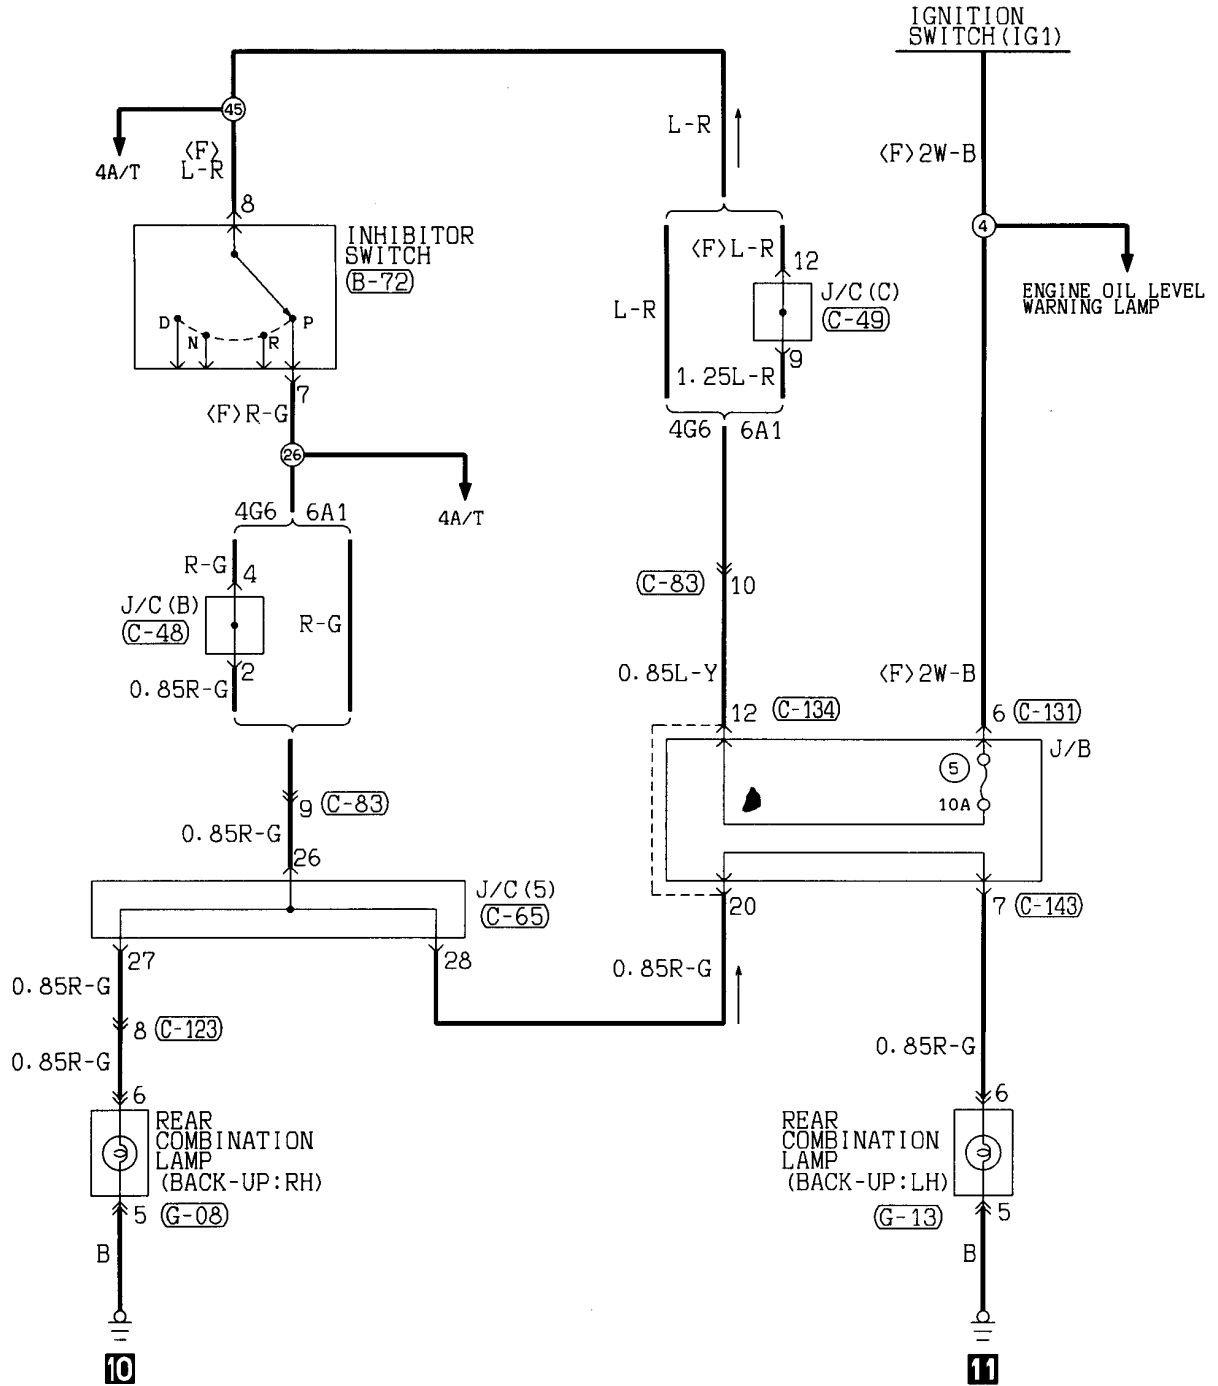 IGNITION
SWITCH(IG1)
45
4A/T
〈F〉
L-R
8
L-R
〈F〉2W-B
4
ENGINE OIL LEVEL
WARNING LAMP
INHIBITOR
SWITCH
B-72
D
N
R
P
7
〈F〉R-G
26
4A/T
〈F〉L-R
12
J/C(C)
C-49
L-R
9
1.25L-R
4G6
6A1
4G6
6A1
R-G
4
J/C(B)
C-48
R-G
2
0.85R-G
C-83
10
0.85L-Y
〈F〉2W-B
12
C-134
6
C-131
J/B
5
10A
9
C-83
0.85R-G
26
J/C(5)
C-65
27
28
20
7
C-143
0.85R-G
0.85R-G
8
C-123
0.85R-G
0.85R-G
6
REAR
COMBINATION
LAMP
(BACK-UP:RH)
5
G-08
B
10
6
REAR
COMBINATION
LAMP
(BACK-UP:LH)
G-13
5
B
11